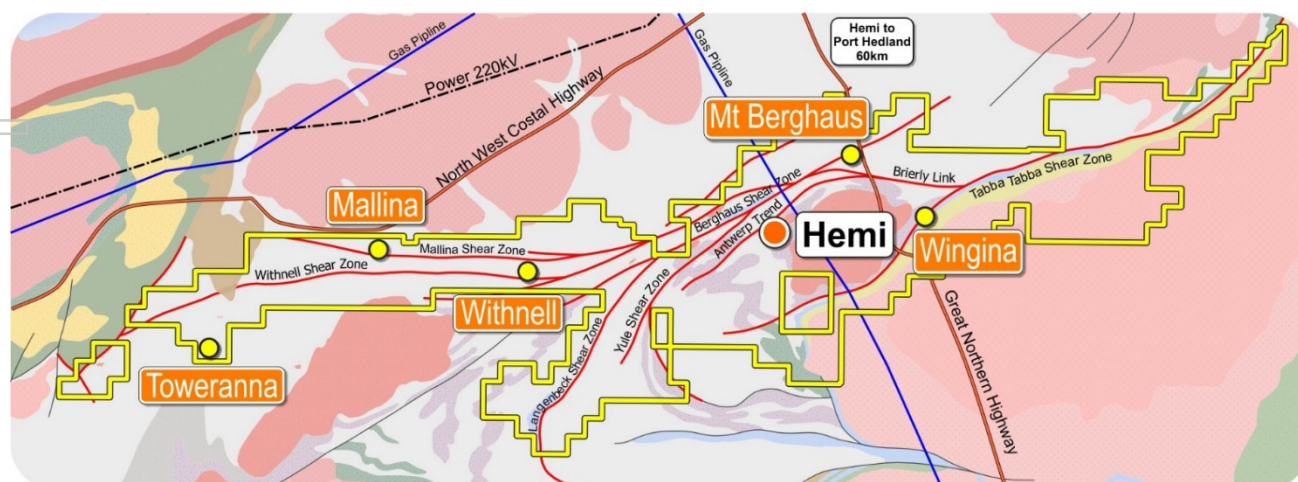 Gas Pipline
Power 220kV
North West Costal Highway
Gas Pipline
Hemi to
Port Hedland
60km
Mt Berghaus
Mallina
Brierly Link
Tabba Tabba Shear Zone
Berghaus Shear Zone
Antwerp Trend
Hemi
Wingina
Mallina Shear Zone
Withnell Shear Zone
Withnell
Yule Shear Zone
Langenbeck Shear Zone
Toweranna
Great Northern Highway